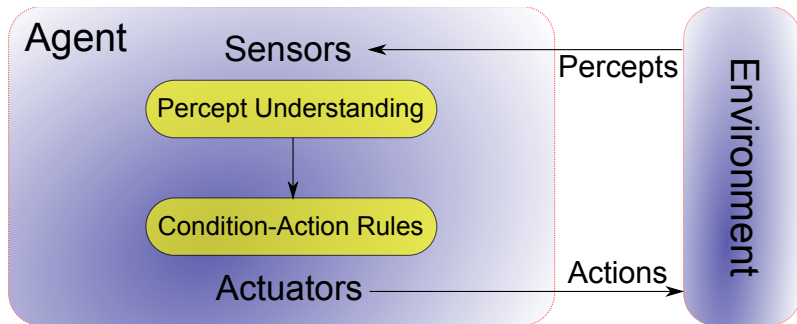 Agent
Sensors
Percepts
Percept Understanding
Condition-Action Rules
Actuators
Actions
Environment